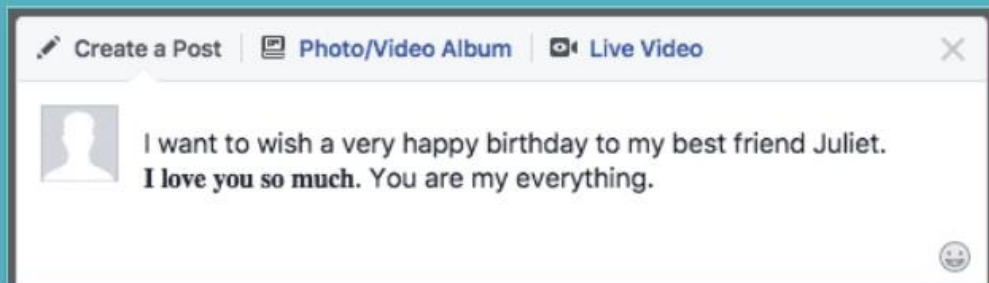 Create a Post Photo/Video Album Live Video
I want to wish a very happy birthday to my best friend Juliet.
I love you so much. You are my everything.